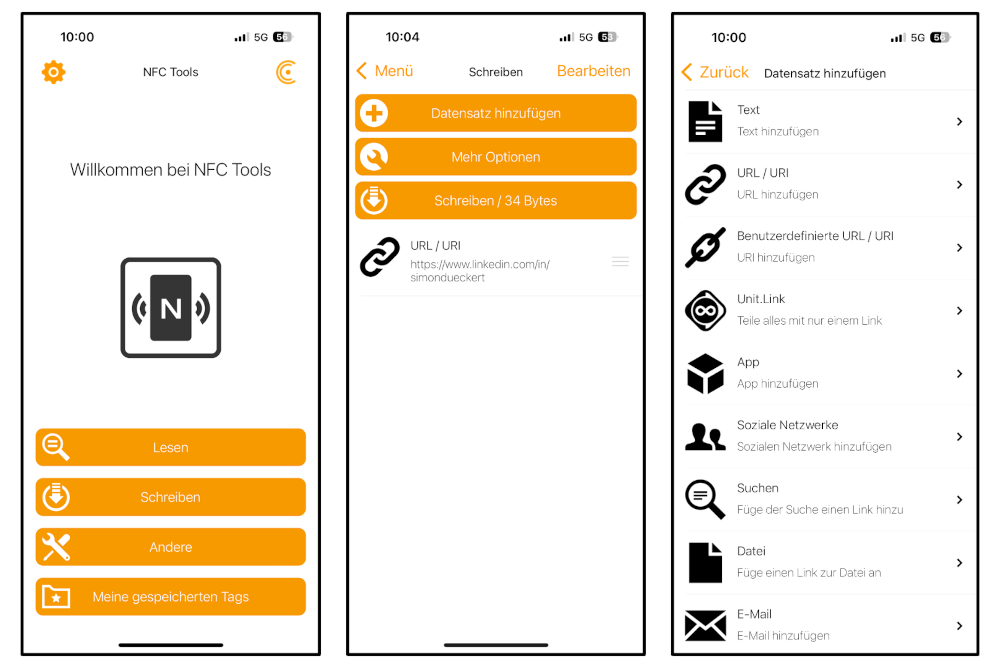 10:00 5G 56
NFC Tools
Willkommen bei NFC Tools
N
Lesen
Schreiben
Andere
Meine gespeicherten Tags
10:04 5G
Menü Schreiben Bearbeiten
Datensatz hinzufügen
Mehr Optionen
Schreiben / 34 Bytes
URL / URI
https://www.linkedin.com/in/
simondueckert
10:00 5G 56
Zurück Datensatz hinzufügen
Text
Text hinzufügen
URL / URI
URL hinzufügen
Benutzerdefinierte URL / URI
URI hinzufügen
Unit.Link
Teile alles mit nur einem Link
App
App hinzufügen
Soziale Netzwerke
Sozialen Netzwerk hinzufügen
Suchen
Füge der Suche einen Link hinzu
Datei
Füge einen Link zur Datei an
E-Mail
E-Mail hinzufügen